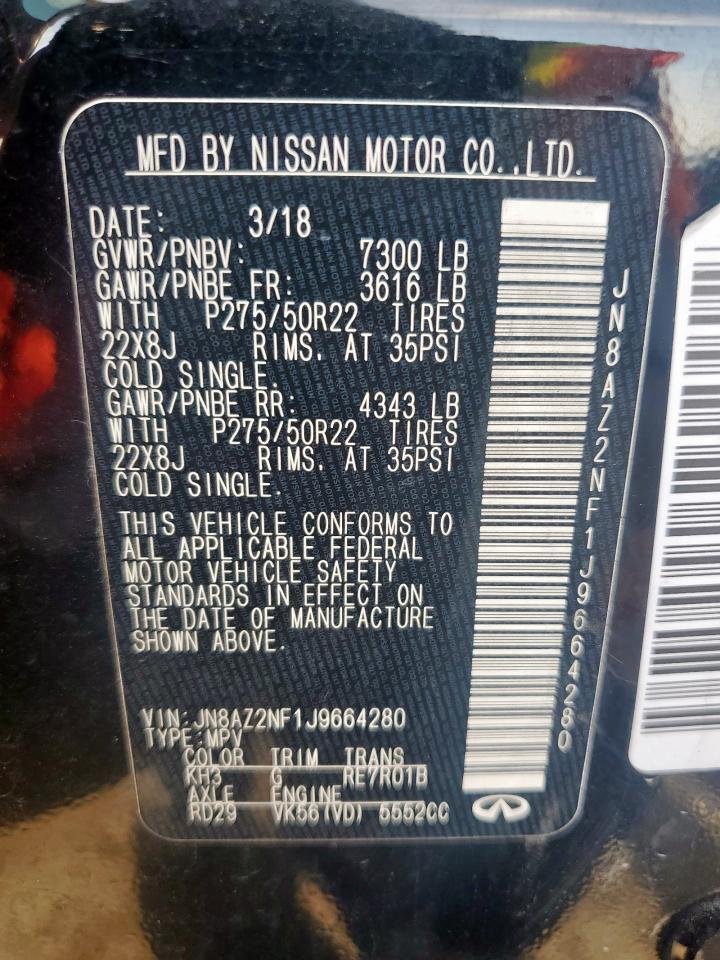 MFD BY NISSAN MOTOR CO.,LTD.
DATE: 3/18
GVWR/PNBV: 7300 LB
GAWR/PNBE FR: 3616 LB
WITH P275/50R22 TIRES
22X8J RIMS. AT 35PSI
COLD SINGLE.
GAWR/PNBE RR: 4343 LB
WITH P275/50R22 TIRES
22X8J RIMS. AT 35PSI
COLD SINGLE.
THIS VEHICLE CONFORMS TO
ALL APPLICABLE FEDERAL
MOTOR VEHICLE SAFETY
STANDARDS IN EFFECT ON
THE DATE OF MANUFACTURE
SHOWN ABOVE.
VIN:JN8AZ2NF1J9664280
TYPE:MPV
COLOR TRIM TRANS
KH3 G RE7R01B
AXLE ENGINE
RD29 VK56(VD) 5552CC
JN8AZ2NF1J9664280